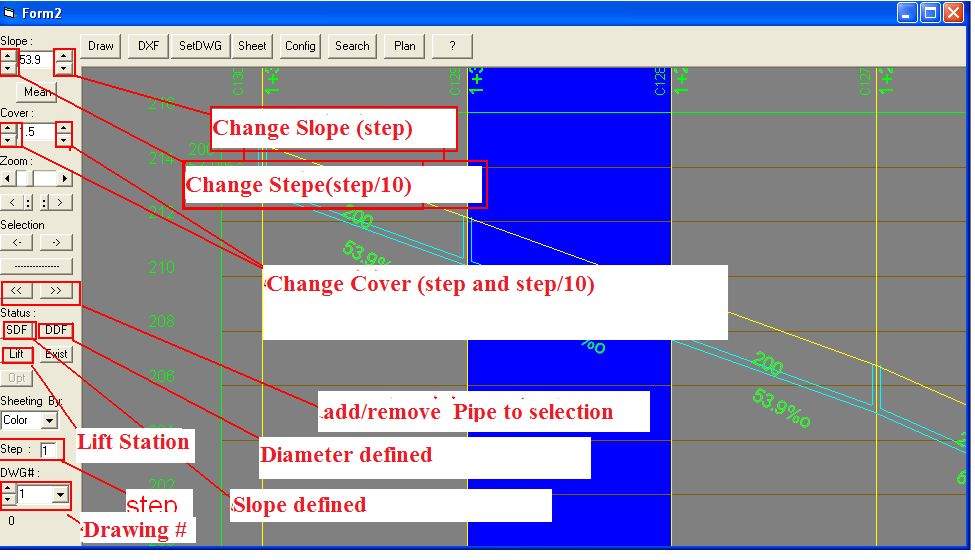 Form2
Slope :
53.9
Draw DXF SetDWG Sheet Config Search Plan ?
Mean
Cover :
Zoom :
< : : >
Selection
<- ->
---------------
<< >>
Status :
SDF DDF
Lift Exist
Opt
Sheeting By:
Color
Step : 1
DWG# :
1
0
1+2
214
212
210
208
206
202
200
53.9%
%o
200
53.9%o
Change Slope (step)
Change Stepe(step/10)
Change Cover (step and step/10)
add/remove Pipe to selection
Lift Station
Diameter defined
step
Slope defined
Drawing #